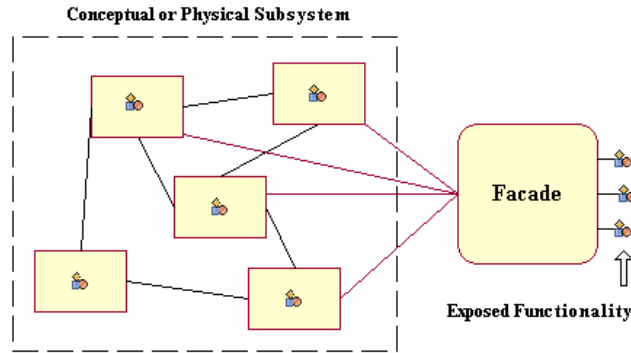 Conceptual or Physical Subsystem
Facade
Exposed Functionality